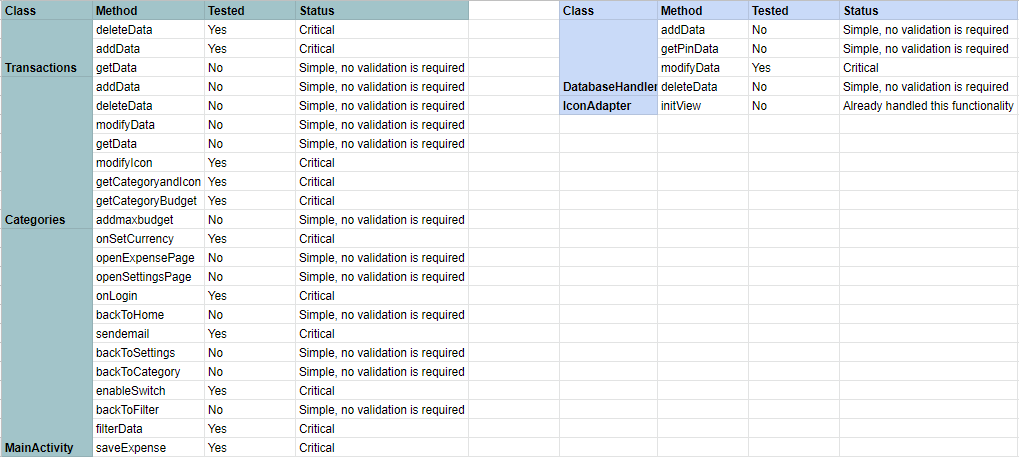 Class Method Tested Status
deleteData Yes Critical
addData Yes Critical
Transactions getData No Simple, no validation is required
addData No Simple, no validation is required
deleteData No Simple, no validation is required
modifyData No Simple, no validation is required
getData No Simple, no validation is required
modifyIcon Yes Critical
getCategoryandIcon Yes Critical
getCategoryBudget Yes Critical
Categories addmaxbudget No Simple, no validation is required
onSetCurrency Yes Critical
openExpensePage No Simple, no validation is required
openSettingsPage No Simple, no validation is required
onLogin Yes Critical
backToHome No Simple, no validation is required
sendemail Yes Critical
backToSettings No Simple, no validation is required
backToCategory No Simple, no validation is required
enableSwitch Yes Critical
backToFilter No Simple, no validation is required
filterData Yes Critical
MainActivity saveExpense Yes Critical
Class Method Tested Status
addData No Simple, no validation is required
getPinData No Simple, no validation is required
modifyData Yes Critical
DatabaseHandler deleteData No Simple, no validation is required
IconAdapter initView No Already handled this functionality